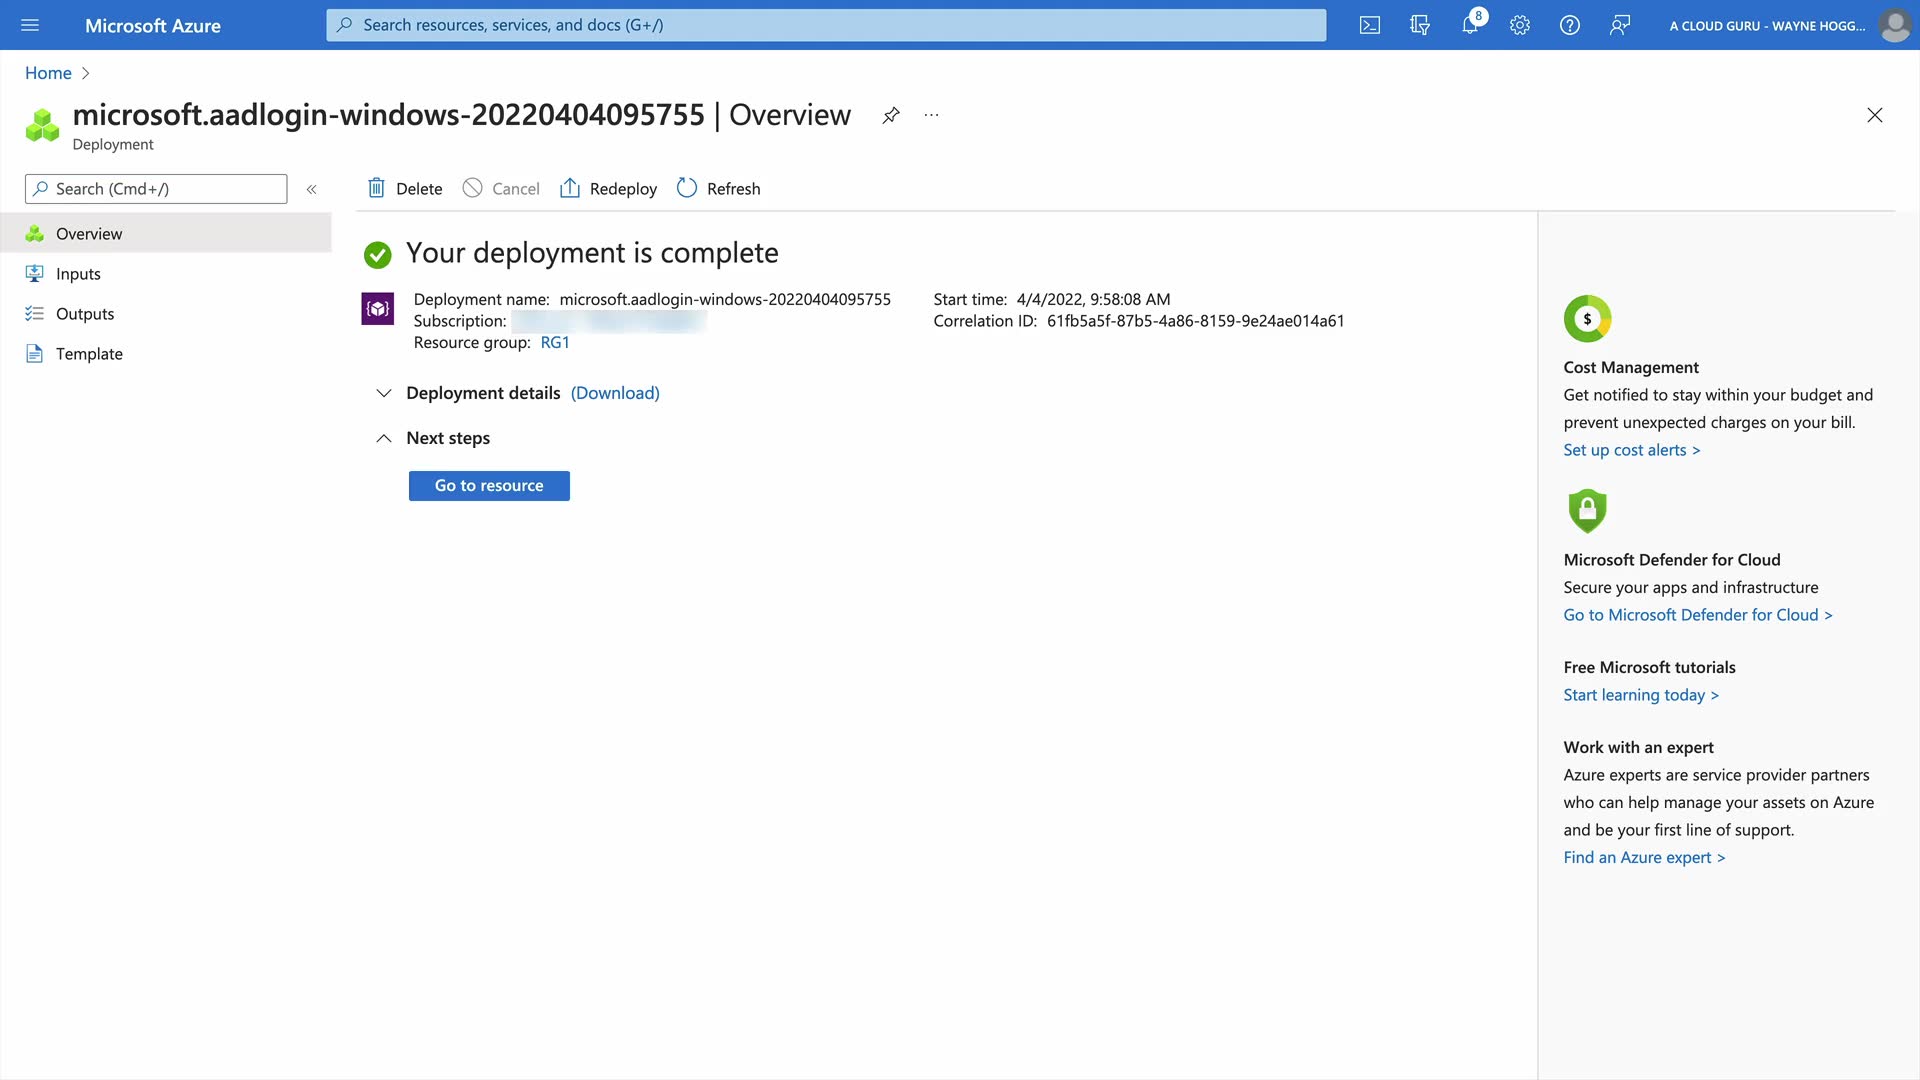 Microsoft Azure
Search resources, services, and docs (G+/)
8
A CLOUD GURU - WAYNE HOGG...
Home
microsoft.aadlogin-windows-20220404095755 | Overview
Deployment
Search (Cmd+/)
«
Delete
Cancel
Redeploy
Refresh
Overview
Inputs
Outputs
Template
Your deployment is complete
Deployment name: microsoft.aadlogin-windows-20220404095755
Subscription:
Resource group: RG1
Start time: 4/4/2022, 9:58:08 AM
Correlation ID: 61fb5a5f-87b5-4a86-8159-9e24ae014a61
Deployment details (Download)
Next steps
Go to resource
$
Cost Management
Get notified to stay within your budget and
prevent unexpected charges on your bill.
Set up cost alerts >
Microsoft Defender for Cloud
Secure your apps and infrastructure
Go to Microsoft Defender for Cloud >
Free Microsoft tutorials
Start learning today >
Work with an expert
Azure experts are service provider partners
who can help manage your assets on Azure
and be your first line of support.
Find an Azure expert >